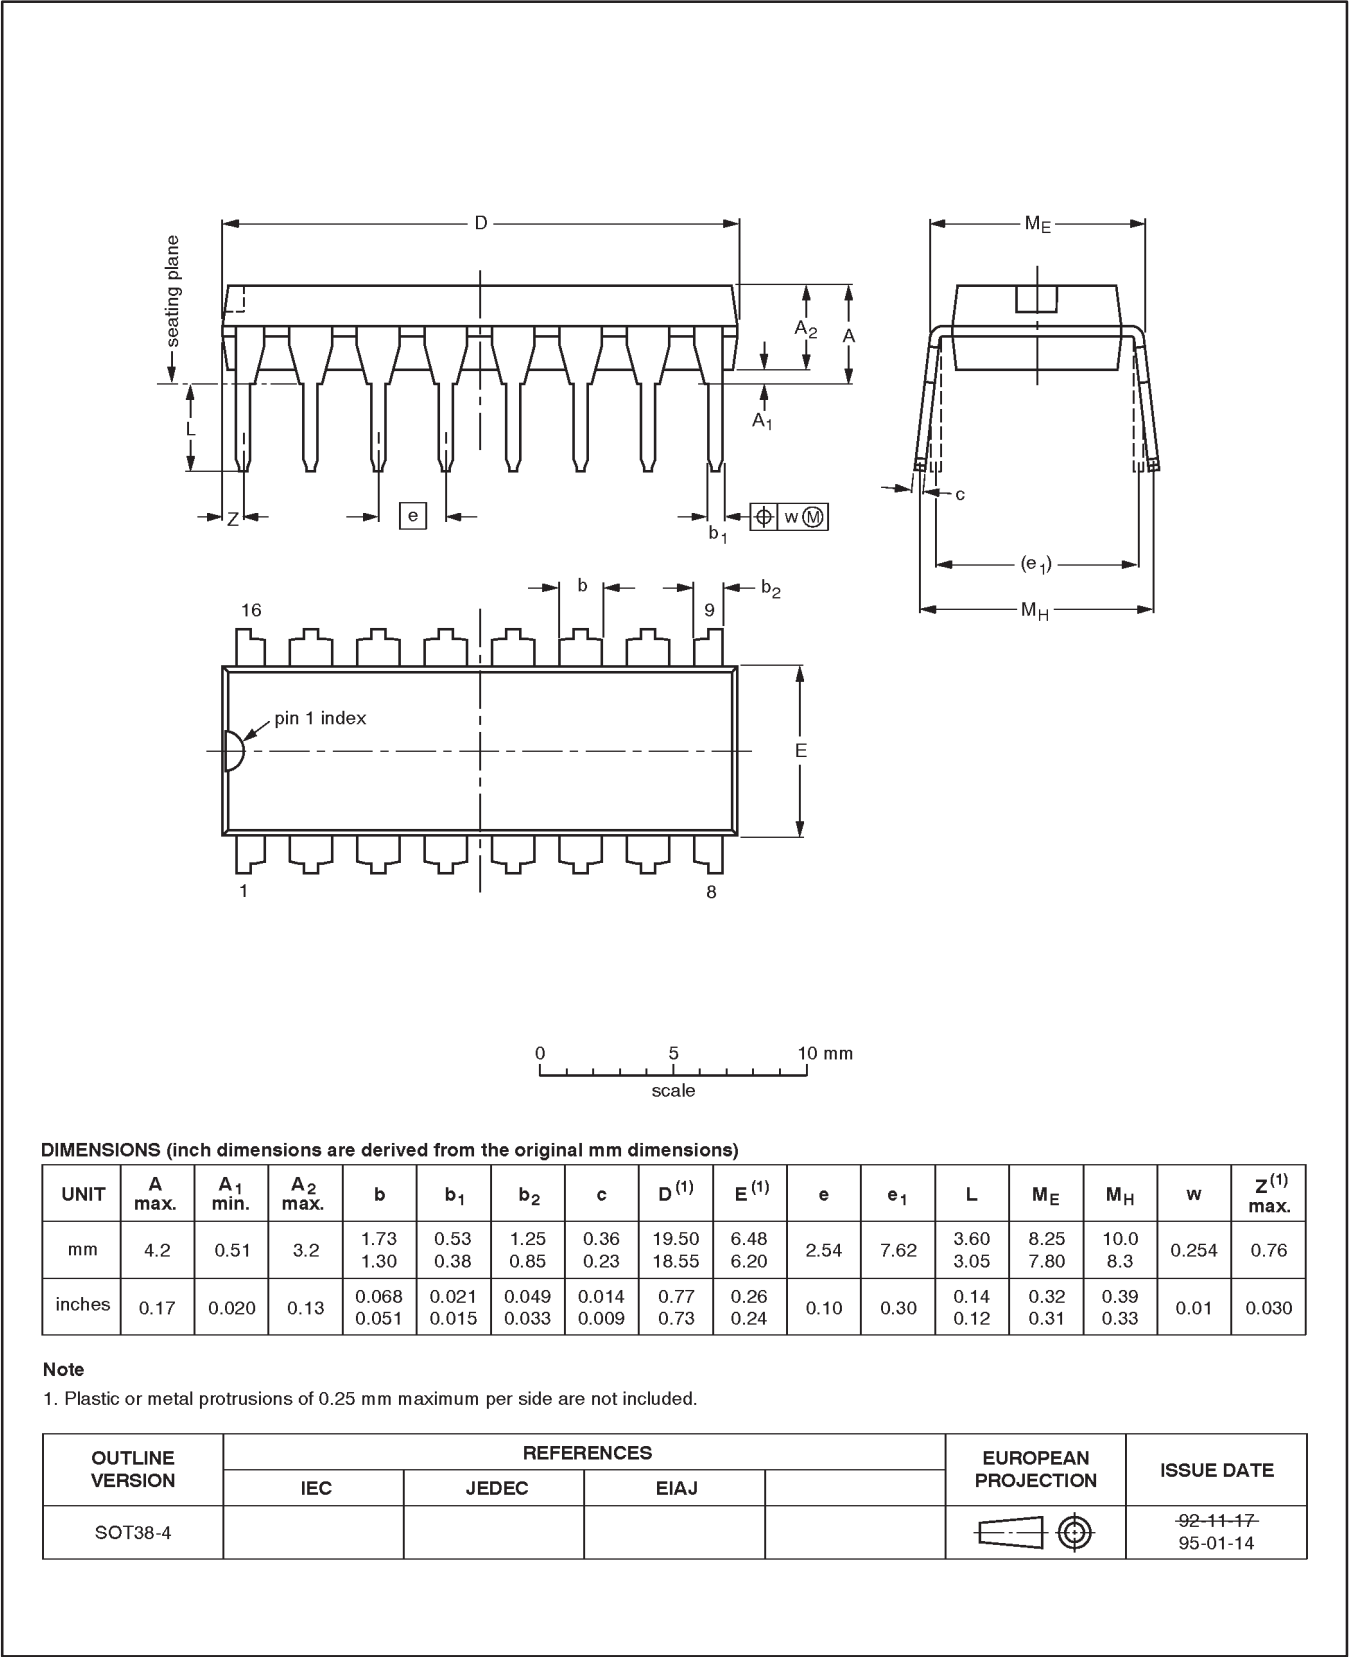 D
ME
seating plane
A2
A
A1
L
c
Z
e
b1
w M
(e1)
MH
b
b2
16
9
pin 1 index
E
1
8
0
5
10 mm
scale
DIMENSIONS (inch dimensions are derived from the original mm dimensions)
UNIT A max. A1 min. A2 max. b b1 b2 c D(1) E(1) e e1 L ME MH w Z(1) max.
mm 4.2 0.51 3.2 1.73 1.30 0.53 0.38 1.25 0.85 0.36 0.23 19.50 18.55 6.48 6.20 2.54 7.62 3.60 3.05 8.25 7.80 10.0 8.3 0.254 0.76
inches 0.17 0.020 0.13 0.068 0.051 0.021 0.015 0.049 0.033 0.014 0.009 0.77 0.73 0.26 0.24 0.10 0.30 0.14 0.12 0.32 0.31 0.39 0.33 0.01 0.030
Note
1. Plastic or metal protrusions of 0.25 mm maximum per side are not included.
OUTLINE VERSION
REFERENCES
IEC JEDEC EIAJ
EUROPEAN PROJECTION
ISSUE DATE
SOT38-4
92-11-17
95-01-14